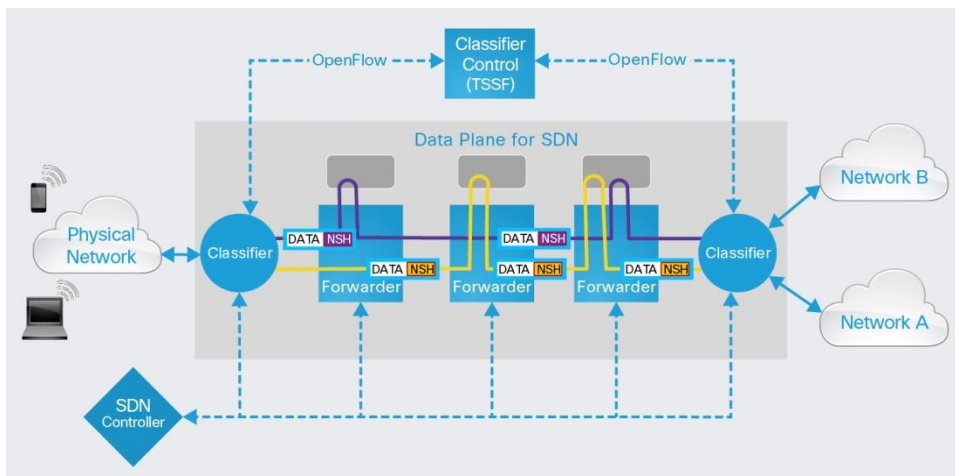 OpenFlow
Classifier
Control
(TSSF)
OpenFlow
Data Plane for SDN
Network B
Physical
Network
Classifier
DATA NSH
DATA NSH
Classifier
DATA NSH
DATA NSH
DATA NSH
Forwarder
Forwarder
Forwarder
Network A
SDN
Controller